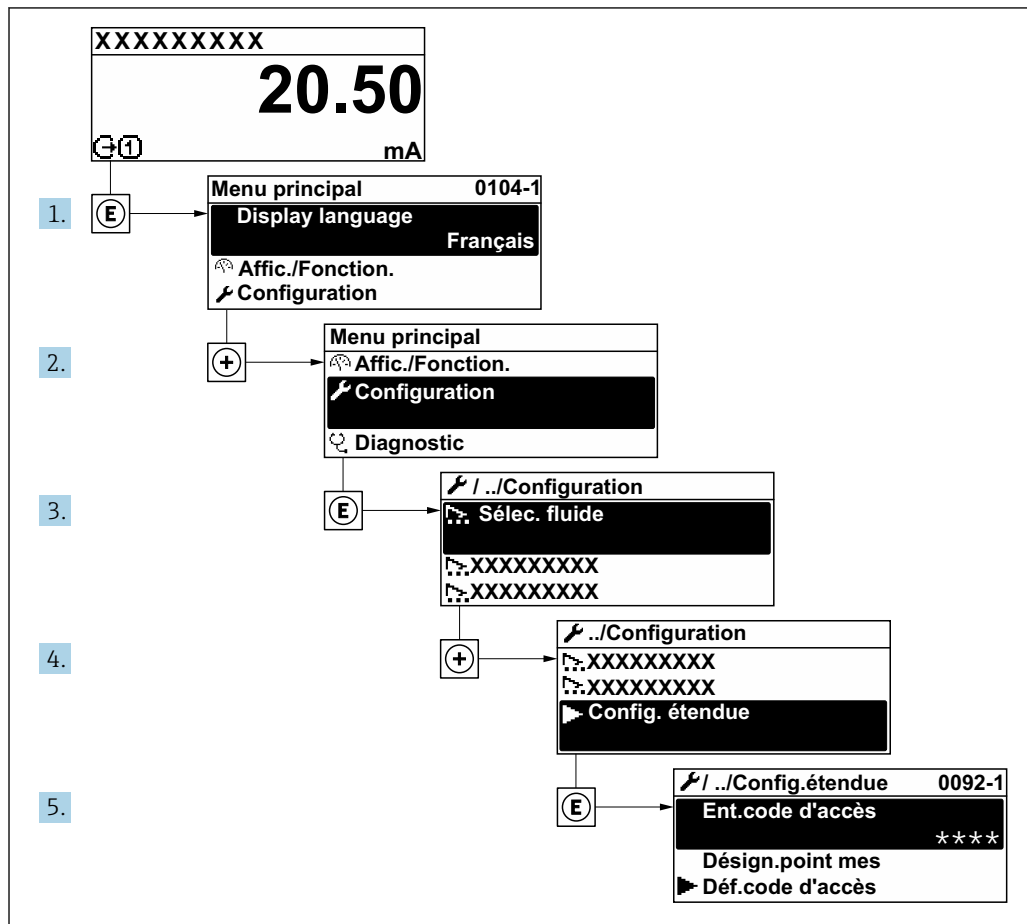 XXXXXXXXX
20.50
1 mA
1. E Menu principal 0104-1
Display language
Français
Affic./Fonction.
Configuration
2. + Menu principal
Affic./Fonction.
Configuration
Diagnostic
3. E / ../Configuration
Sélec. fluide
XXXXXXXXX
XXXXXXXXX
4. + ../Configuration
XXXXXXXXX
XXXXXXXXX
Config. étendue
5. E / ../Config.étendue 0092-1
Ent.code d'accès
****
Désign.point mes
Déf.code d'accès